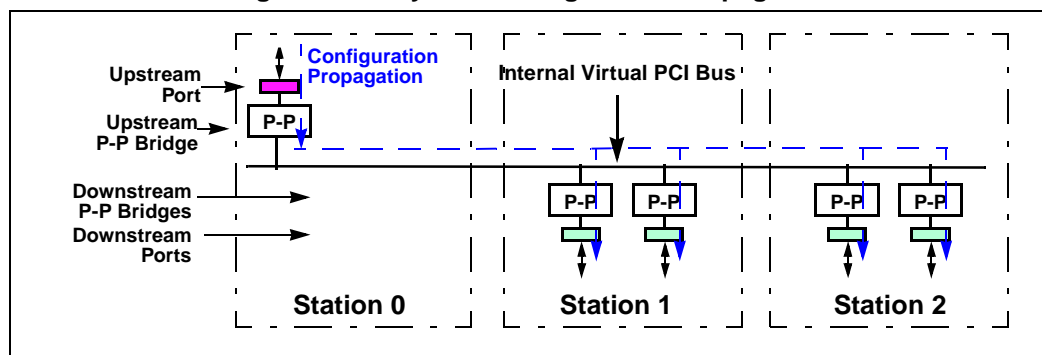 Configuration
Propagation
Upstream
Port
Internal Virtual PCI Bus
Upstream
P-P Bridge
P-P
Downstream
P-P Bridges
P-P
P-P
P-P
P-P
Downstream
Ports
Station 0
Station 1
Station 2